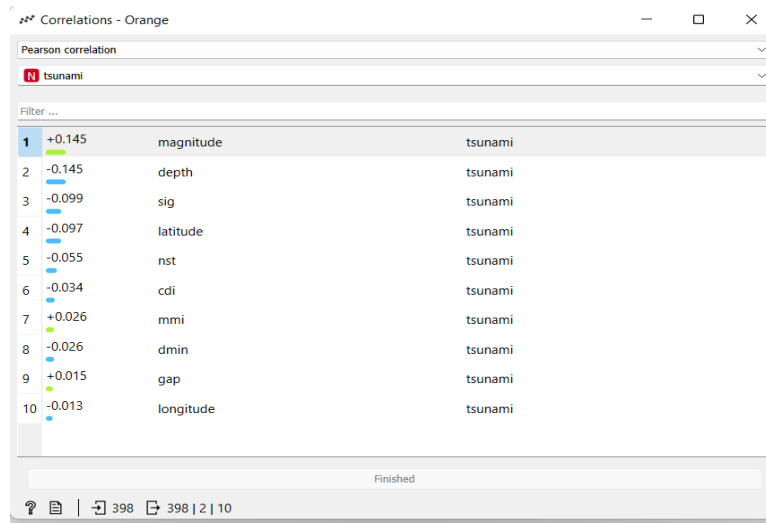 Correlations - Orange
Pearson correlation
N tsunami
Filter ...
1 +0.145 magnitude tsunami
2 -0.145 depth tsunami
3 -0.099 sig tsunami
4 -0.097 latitude tsunami
5 -0.055 nst tsunami
6 -0.034 cdi tsunami
7 +0.026 mmi tsunami
8 -0.026 dmin tsunami
9 +0.015 gap tsunami
10 -0.013 longitude tsunami
Finished
? 398 398 | 2 | 10